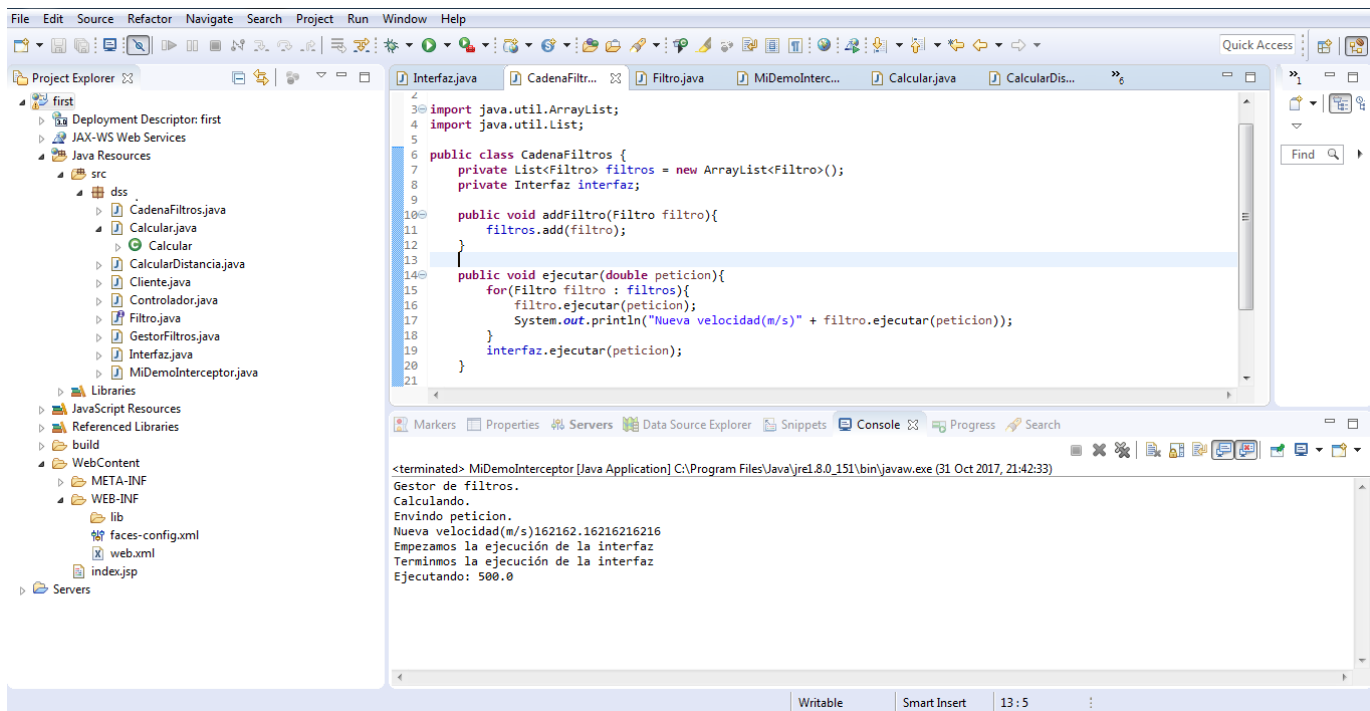 File Edit Source Refactor Navigate Search Project Run Window Help
Quick Access
Project Explorer
first
Deployment Descriptor: first
JAX-WS Web Services
Java Resources
src
dss
CadenaFiltros.java
Calcular.java
Calcular
CalcularDistancia.java
Cliente.java
Controlador.java
Filtro.java
GestorFiltros.java
Interfaz.java
MiDemoInterceptor.java
Libraries
JavaScript Resources
Referenced Libraries
build
WebContent
META-INF
WEB-INF
lib
faces-config.xml
web.xml
index.jsp
Servers
Interfaz.java CadenaFiltr... Filtro.java MiDemoInterc... Calcular.java CalcularDis... »6
2
3 import java.util.ArrayList;
4 import java.util.List;
5
6 public class CadenaFiltros {
7 private List<Filtro> filtros = new ArrayList<Filtro>();
8 private Interfaz interfaz;
9
10 public void addFiltro(Filtro filtro){
11 filtros.add(filtro);
12 }
13
14 public void ejecutar(double peticion){
15 for(Filtro filtro : filtros){
16 filtro.ejecutar(peticion);
17 System.out.println("Nueva velocidad(m/s)" + filtro.ejecutar(peticion));
18 }
19 interfaz.ejecutar(peticion);
20 }
21
»1
Find
Markers Properties Servers Data Source Explorer Snippets Console Progress Search
<terminated> MiDemoInterceptor [Java Application] C:\Program Files\Java\jre1.8.0_151\bin\javaw.exe (31 Oct 2017, 21:42:33)
Gestor de filtros.
Calculando.
Envindo peticion.
Nueva velocidad(m/s)162162.16216216216
Empezamos la ejecución de la interfaz
Terminmos la ejecución de la interfaz
Ejecutando: 500.0
Writable Smart Insert 13 : 5